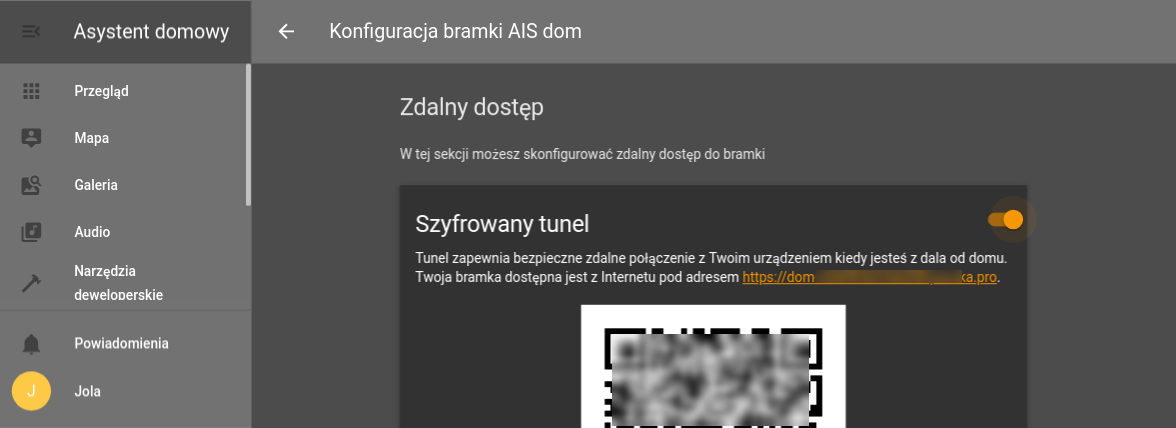 Asystent domowy
Konfiguracja bramki AIS dom
Przegląd
Mapa
Galeria
Audio
Narzędzia
deweloperskie
Powiadomienia
J
Jola
Zdalny dostęp
W tej sekcji możesz skonfigurować zdalny dostęp do bramki
Szyfrowany tunel
Tunel zapewnia bezpieczne zdalne połączenie z Twoim urządzeniem kiedy jesteś z dala od domu.
Twoja bramka dostępna jest z Internetu pod adresem https://dom ka.pro.